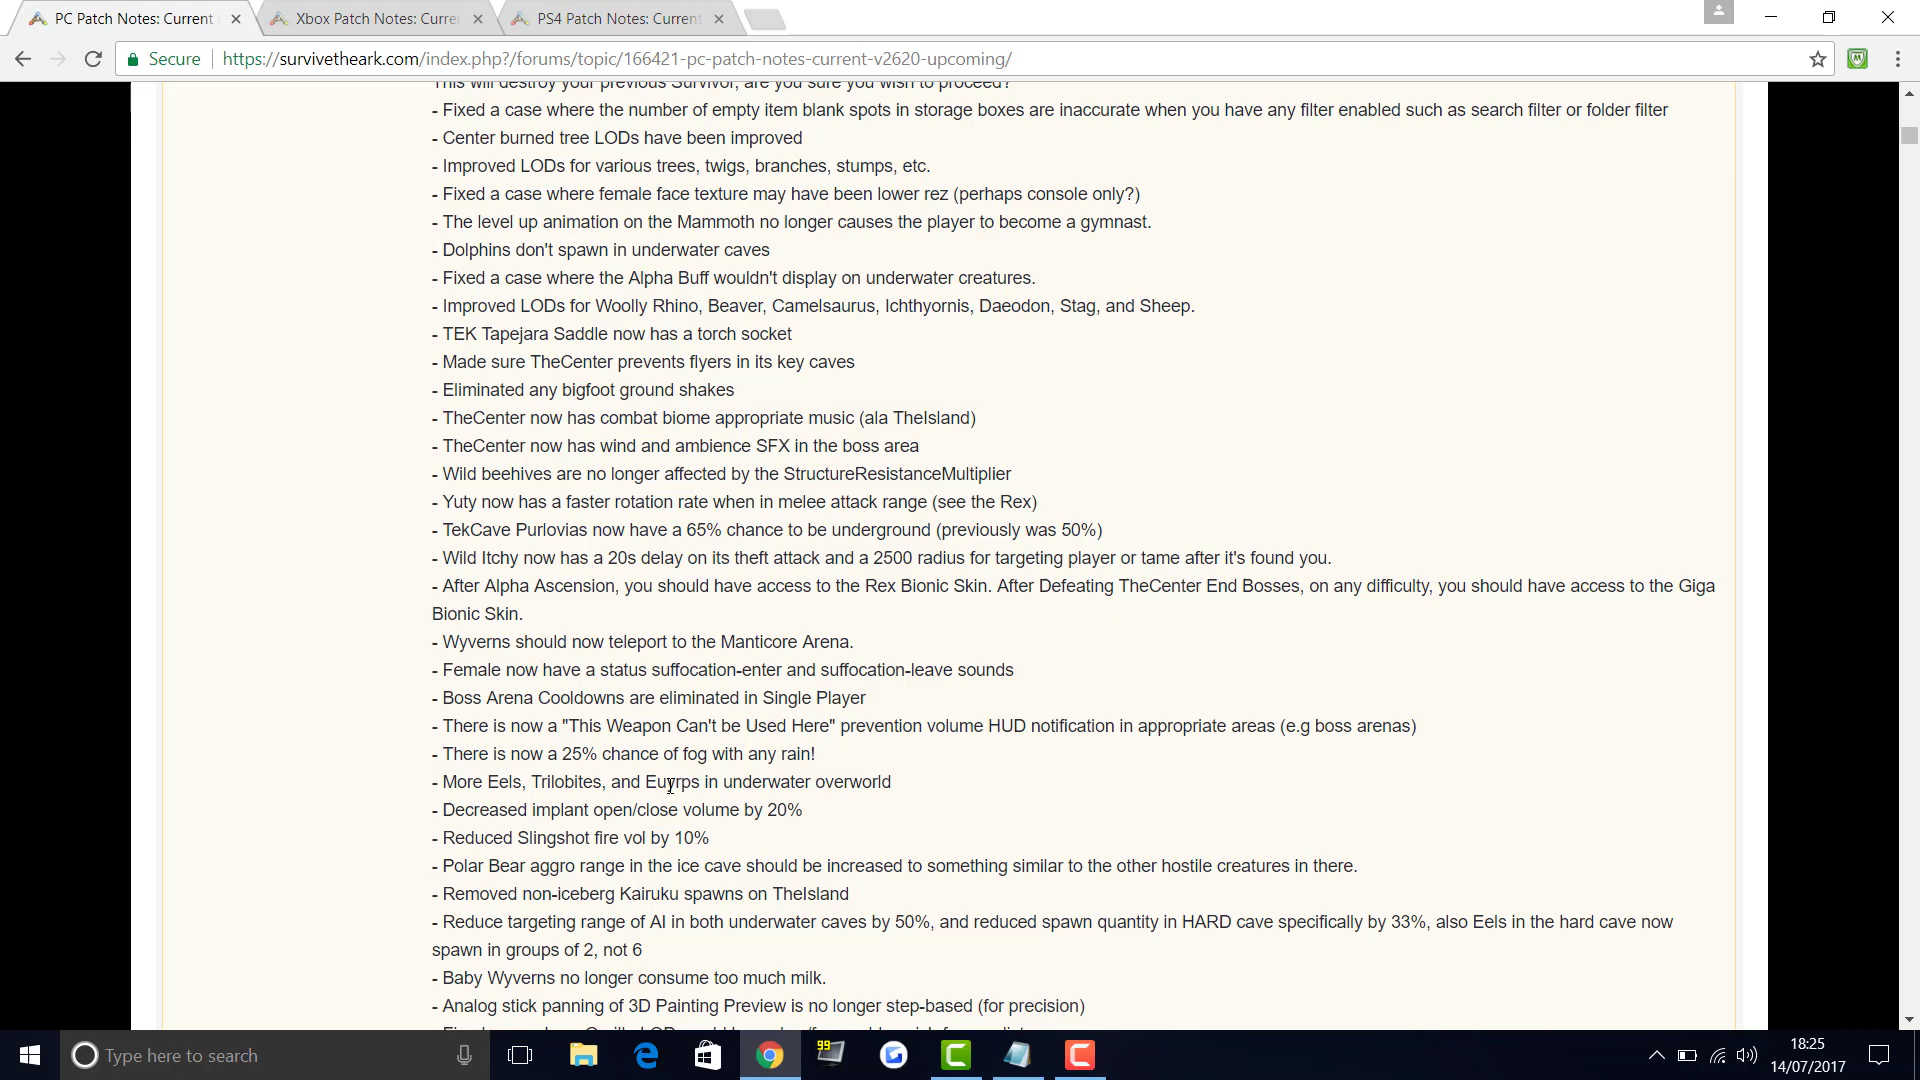 PC Patch Notes: Current
Xbox Patch Notes: Curre
PS4 Patch Notes: Current
Secure
https://survivetheark.com/index.php?/forums/topic/166421-pc-patch-notes-current-v2620-upcoming/
This will destroy your previous Survivor, are you sure you wish to proceed?
- Fixed a case where the number of empty item blank spots in storage boxes are inaccurate when you have any filter enabled such as search filter or folder filter
- Center burned tree LODs have been improved
- Improved LODs for various trees, twigs, branches, stumps, etc.
- Fixed a case where female face texture may have been lower rez (perhaps console only?)
- The level up animation on the Mammoth no longer causes the player to become a gymnast.
- Dolphins don't spawn in underwater caves
- Fixed a case where the Alpha Buff wouldn't display on underwater creatures.
- Improved LODs for Woolly Rhino, Beaver, Camelsaurus, Ichthyornis, Daeodon, Stag, and Sheep.
- TEK Tapejara Saddle now has a torch socket
- Made sure TheCenter prevents flyers in its key caves
- Eliminated any bigfoot ground shakes
- TheCenter now has combat biome appropriate music (ala TheIsland)
- TheCenter now has wind and ambience SFX in the boss area
- Wild beehives are no longer affected by the StructureResistanceMultiplier
- Yuty now has a faster rotation rate when in melee attack range (see the Rex)
- TekCave Purlovias now have a 65% chance to be underground (previously was 50%)
- Wild Itchy now has a 20s delay on its theft attack and a 2500 radius for targeting player or tame after it's found you.
- After Alpha Ascension, you should have access to the Rex Bionic Skin. After Defeating TheCenter End Bosses, on any difficulty, you should have access to the Giga
Bionic Skin.
- Wyverns should now teleport to the Manticore Arena.
- Female now have a status suffocation-enter and suffocation-leave sounds
- Boss Arena Cooldowns are eliminated in Single Player
- There is now a "This Weapon Can't be Used Here" prevention volume HUD notification in appropriate areas (e.g boss arenas)
- There is now a 25% chance of fog with any rain!
- More Eels, Trilobites, and Euyrps in underwater overworld
- Decreased implant open/close volume by 20%
- Reduced Slingshot fire vol by 10%
- Polar Bear aggro range in the ice cave should be increased to something similar to the other hostile creatures in there.
- Removed non-iceberg Kairuku spawns on TheIsland
- Reduce targeting range of AI in both underwater caves by 50%, and reduced spawn quantity in HARD cave specifically by 33%, also Eels in the hard cave now
spawn in groups of 2, not 6
- Baby Wyverns no longer consume too much milk.
- Analog stick panning of 3D Painting Preview is no longer step-based (for precision)
Type here to search
99
18:25
14/07/2017